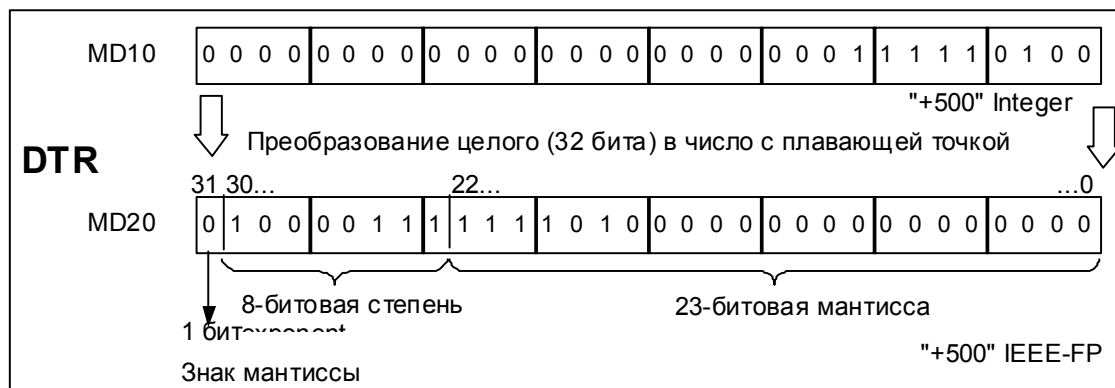 MD10 0 0 0 0 0 0 0 0 0 0 0 0 0 0 0 0 0 0 0 0 0 0 0 1 1 1 1 1 0 1 0 0
"+500" Integer
Преобразование целого (32 бита) в число с плавающей точкой
DTR
31 30... 22... ...0
MD20 0 1 0 0 0 0 1 1 1 1 1 1 1 0 1 0 0 0 0 0 0 0 0 0 0 0 0 0 0 0 0 0
8-битовая степень 23-битовая мантисса
1 бит exponent
"+500" IEEE-FP
Знак мантиссы